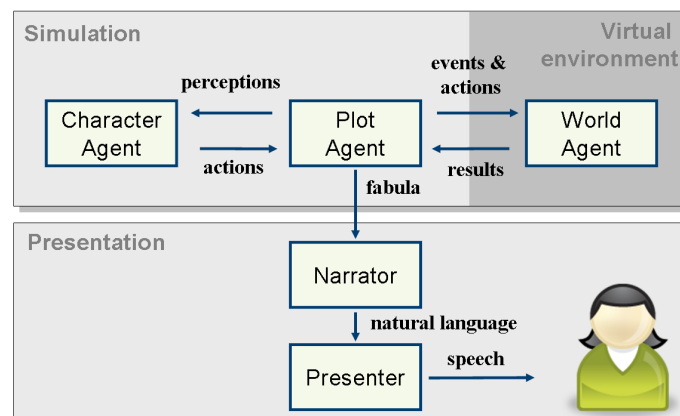 Simulation
Virtual
environment
perceptions
events &
actions
Character
Agent
Plot
Agent
World
Agent
actions
results
fabula
Presentation
Narrator
natural language
Presenter
speech